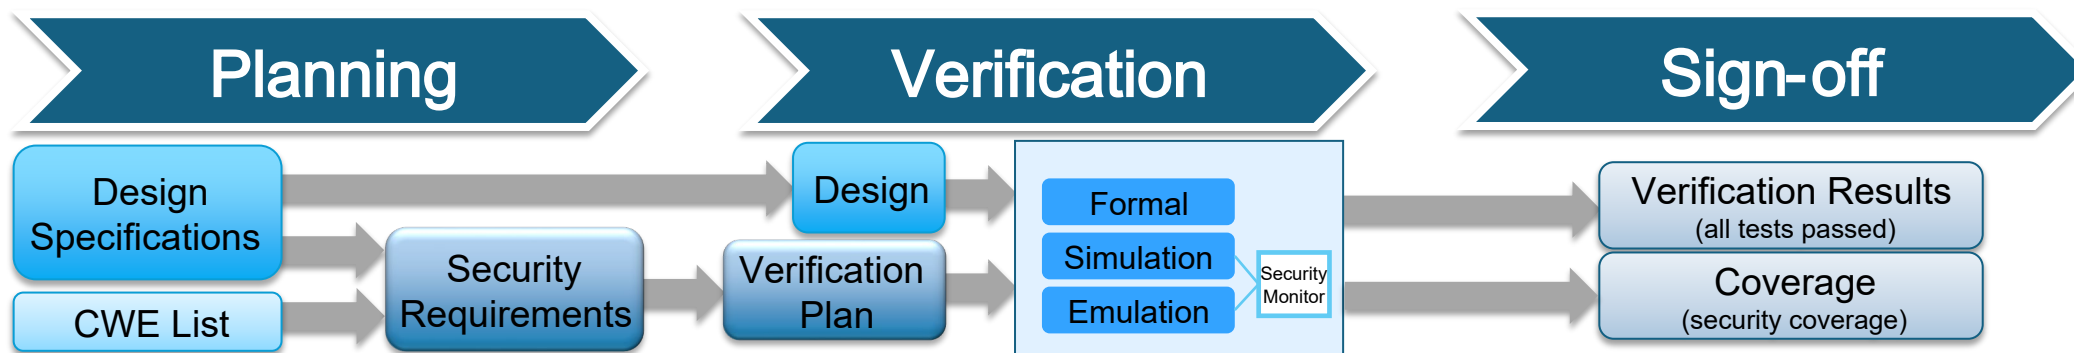 Planning
Verification
Sign-off
Design
Specifications
CWE List
Security
Requirements
Design
Verification
Plan
Formal
Simulation
Emulation
Security
Monitor
Verification Results
(all tests passed)
Coverage
(security coverage)